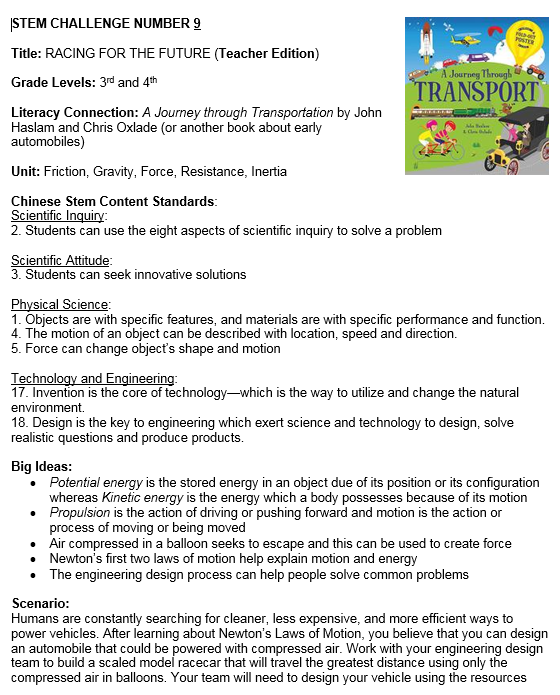 STEM CHALLENGE NUMBER 9
Title: RACING FOR THE FUTURE (Teacher Edition)
Grade Levels: 3rd and 4th
Literacy Connection: A Journey through Transportation by John
Haslam and Chris Oxlade (or another book about early
automobiles)
FOLD-OUT
POSTER
A Journey Through
TRANSPORT
John Haslam
& Chris Oxlade
Unit: Friction, Gravity, Force, Resistance, Inertia
Chinese Stem Content Standards:
Scientific Inquiry:
2. Students can use the eight aspects of scientific inquiry to solve a problem
Scientific Attitude:
3. Students can seek innovative solutions
Physical Science:
1. Objects are with specific features, and materials are with specific performance and function.
4. The motion of an object can be described with location, speed and direction.
5. Force can change object's shape and motion
Technology and Engineering:
17. Invention is the core of technology—which is the way to utilize and change the natural
environment.
18. Design is the key to engineering which exert science and technology to design, solve
realistic questions and produce products.
Big Ideas:
• Potential energy is the stored energy in an object due of its position or its configuration
whereas Kinetic energy is the energy which a body possesses because of its motion
• Propulsion is the action of driving or pushing forward and motion is the action or
process of moving or being moved
• Air compressed in a balloon seeks to escape and this can be used to create force
• Newton's first two laws of motion help explain motion and energy
• The engineering design process can help people solve common problems
Scenario:
Humans are constantly searching for cleaner, less expensive, and more efficient ways to
power vehicles. After learning about Newton's Laws of Motion, you believe that you can design
an automobile that could be powered with compressed air. Work with your engineering design
team to build a scaled model racecar that will travel the greatest distance using only the
compressed air in balloons. Your team will need to design your vehicle using the resources